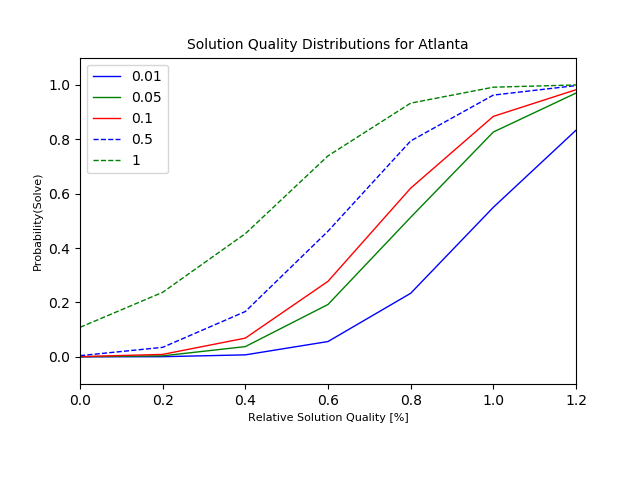 Solution Quality Distributions for Atlanta
0.01
0.05
0.1
0.5
1
Probability(Solve)
1.0
0.8
0.6
0.4
0.2
0.0
0.0 0.2 0.4 0.6 0.8 1.0 1.2
Relative Solution Quality [%]